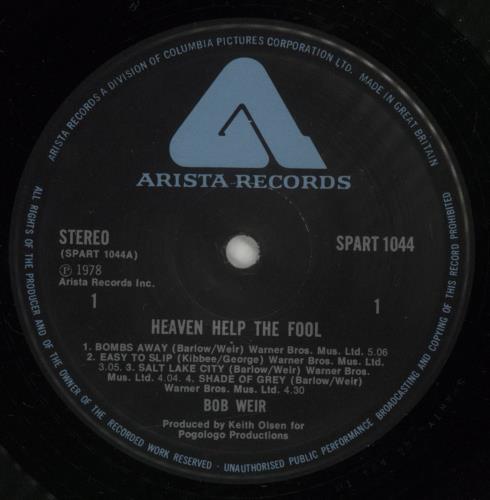 ARISTA RECORDS A DIVISION OF COLUMBIA PICTURES CORPORATION LTD. MADE IN GREAT BRITAIN
ARISTA RECORDS
STEREO
(SPART 1044A)
SPART 1044
℗ 1978
Arista Records Inc.
1
1
HEAVEN HELP THE FOOL
1. BOMBS AWAY (Barlow/Weir) Warner Bros. Mus. Ltd. 5.06
2. EASY TO SLIP (Kibbee/George) Warner Bros. Mus. Ltd.
3.05. 3. SALT LAKE CITY (Barlow/Weir) Warner Bros.
Mus. Ltd. 4.04. 4. SHADE OF GREY (Barlow/Weir)
Warner Bros. Mus. Ltd. 4.30
BOB WEIR
Produced by Keith Olsen for
Pogologo Productions
ALL RIGHTS OF THE PRODUCER AND OF THE OWNER OF THE RECORDED WORK RESERVED · UNAUTHORISED PUBLIC PERFORMANCE BROADCASTING AND COPYING OF THIS RECORD PROHIBITED